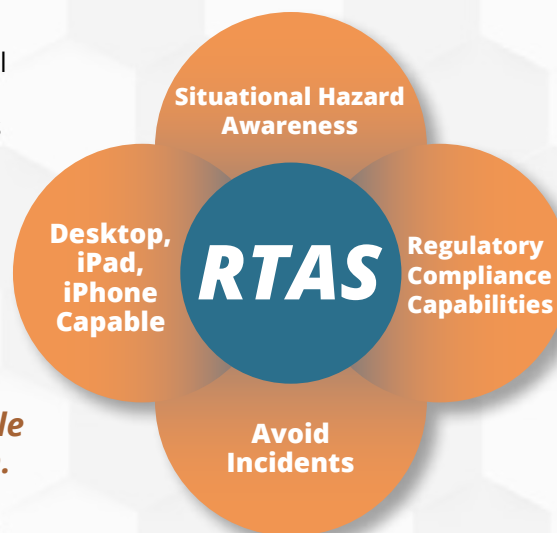 Situational Hazard
Awareness
Desktop,
iPad,
iPhone
Capable
RTAS
Regulatory
Compliance
Capabilities
Avoid
Incidents